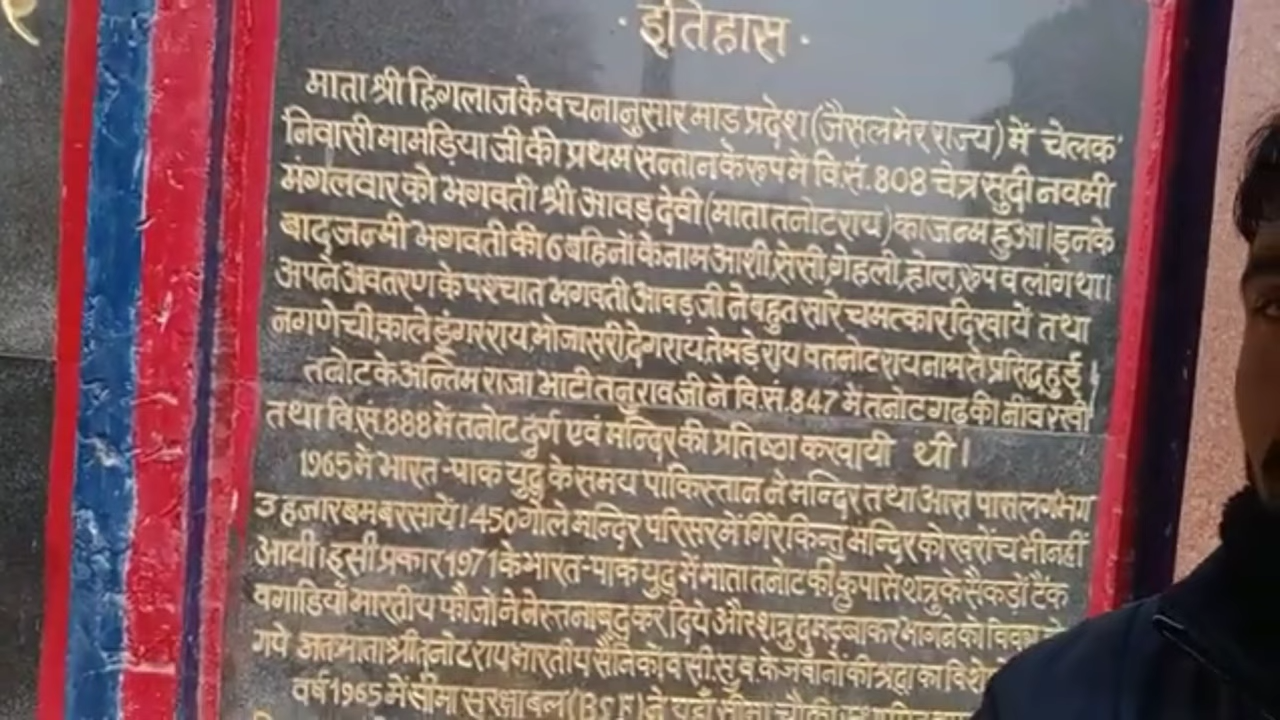 · इतिहास ·
माता श्री हिंगलाज के वचनानुसार माड प्रदेश (जैसलमेर राज्य) में चेलक
निवासी मामड़िया जी की प्रथम सन्तान के रूप मे वि.सं. 808 चेत्र सुदी नवमी
मंगलवार को भगवती श्री आवड़ देवी (माता तनोटराय) का जन्म हुआ। इनके
बाद जन्मी भगवती की 6 बहिनों के नाम आशी, सेसी, गेहली, होल, रूप व लांग था।
अपने अवतरण के पश्चात भगवती आवड़ जी ने बहुत सारे चमत्कार दिखायें तथा
नगणेची, काले डूंगरराय, भोजासरी, देगराय, तेमडे़राय व तनोटराय नाम से प्रसिद्ध हुई।
तनोट के अन्तिम राजा भाटी तनुराव जी ने वि.सं. 847 मे तनोट गढ़ की नींव रखी
तथा वि.सं. 888 में तनोट दुर्ग एवं मन्दिर की प्रतिष्ठा करवायी थी।
1965 मे भारत-पाक युद्ध के समय पाकिस्तान ने मन्दिर तथा आस पास लगभग
3 हजार बम बरसायें। 450 गोले मन्दिर परिसर में गिरे किन्तु मन्दिर को खरोंच भी नहीं
आयी। इसी प्रकार 1971 के भारत-पाक युद्ध में माता तनोट की कृपा से शत्रु के सैकड़ों टैंक
व गाडियाँ भारतीय फौजों ने नेस्तनाबूद कर दिये और शत्रु दुम दबाकर भागने को
गये अतः माता श्री तनोटराय भारतीय सैनिकों व सी.सु.ब. के जवानों की श्रद्धा का
वर्ष 1965 में सीमा सुरक्षा बल (BSF) ने यहाँ सीमा चौकी